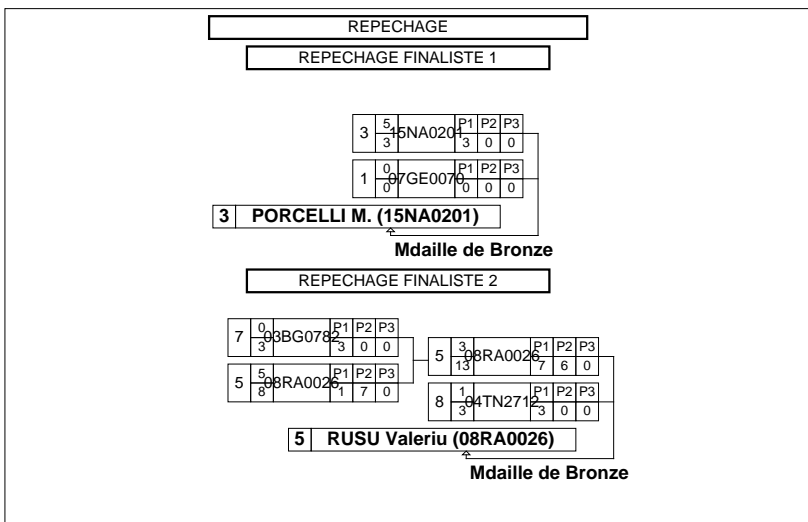 REPECHAGE
REPECHAGE FINALISTE 1
3 5 3 15NA0201 P1 P2 P3 3 0 0
1 0 0 07GE0070 P1 P2 P3 0 0 0
3 PORCELLI M. (15NA0201)
Mdaille de Bronze
REPECHAGE FINALISTE 2
7 0 3 03BG0782 P1 P2 P3 3 0 0
5 5 8 08RA0026 P1 P2 P3 1 7 0
5 3 13 08RA0026 P1 P2 P3 7 6 0
8 1 3 04TN2712 P1 P2 P3 3 0 0
5 RUSU Valeriu (08RA0026)
Mdaille de Bronze